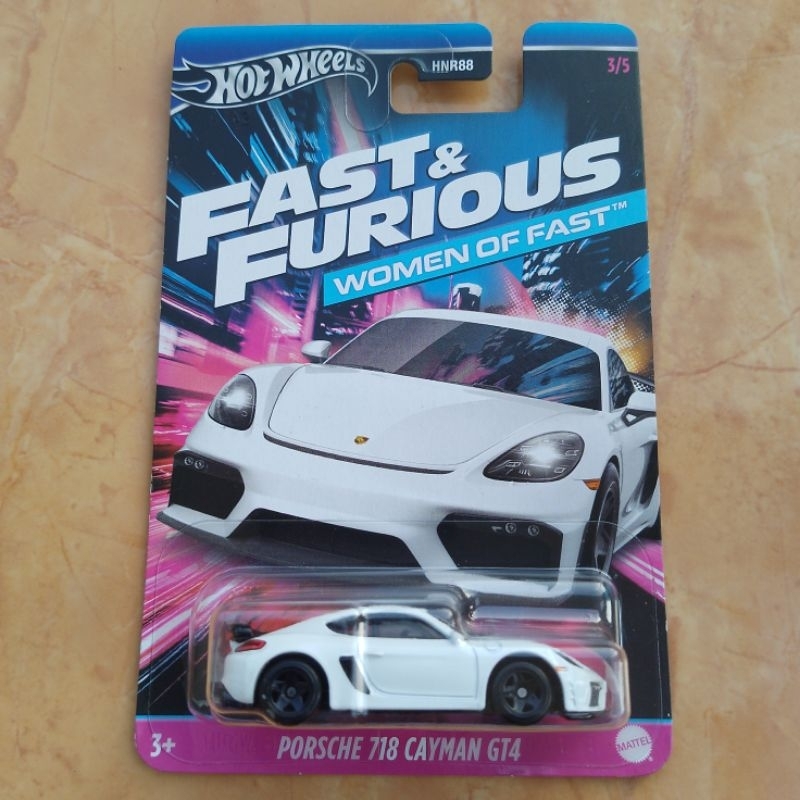 Hot Wheels
HNR88
3/5
FAST &
FURIOUS
WOMEN OF FAST™
3+
PORSCHE 718 CAYMAN GT4
MATTEL